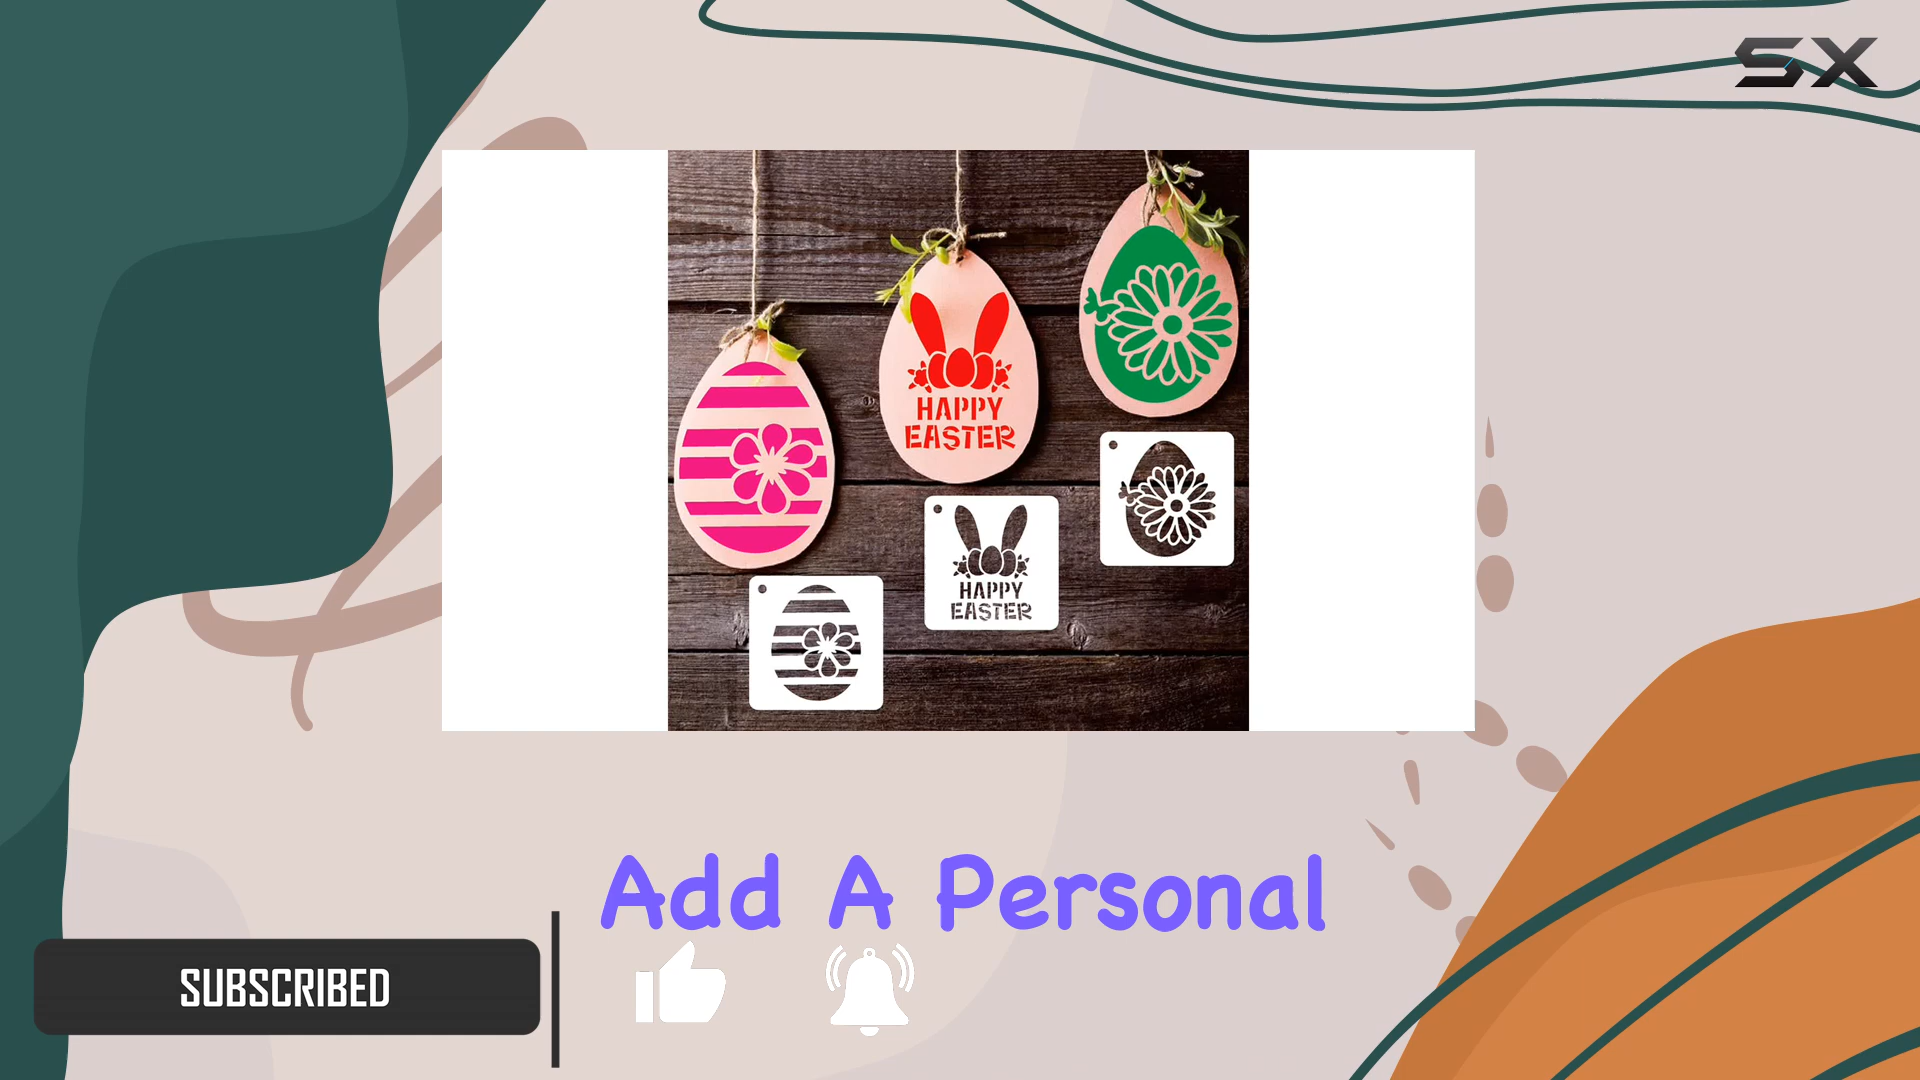 SX
HAPPY
EASTER
HAPPY
EASTER
Add A Personal
SUBSCRIBED